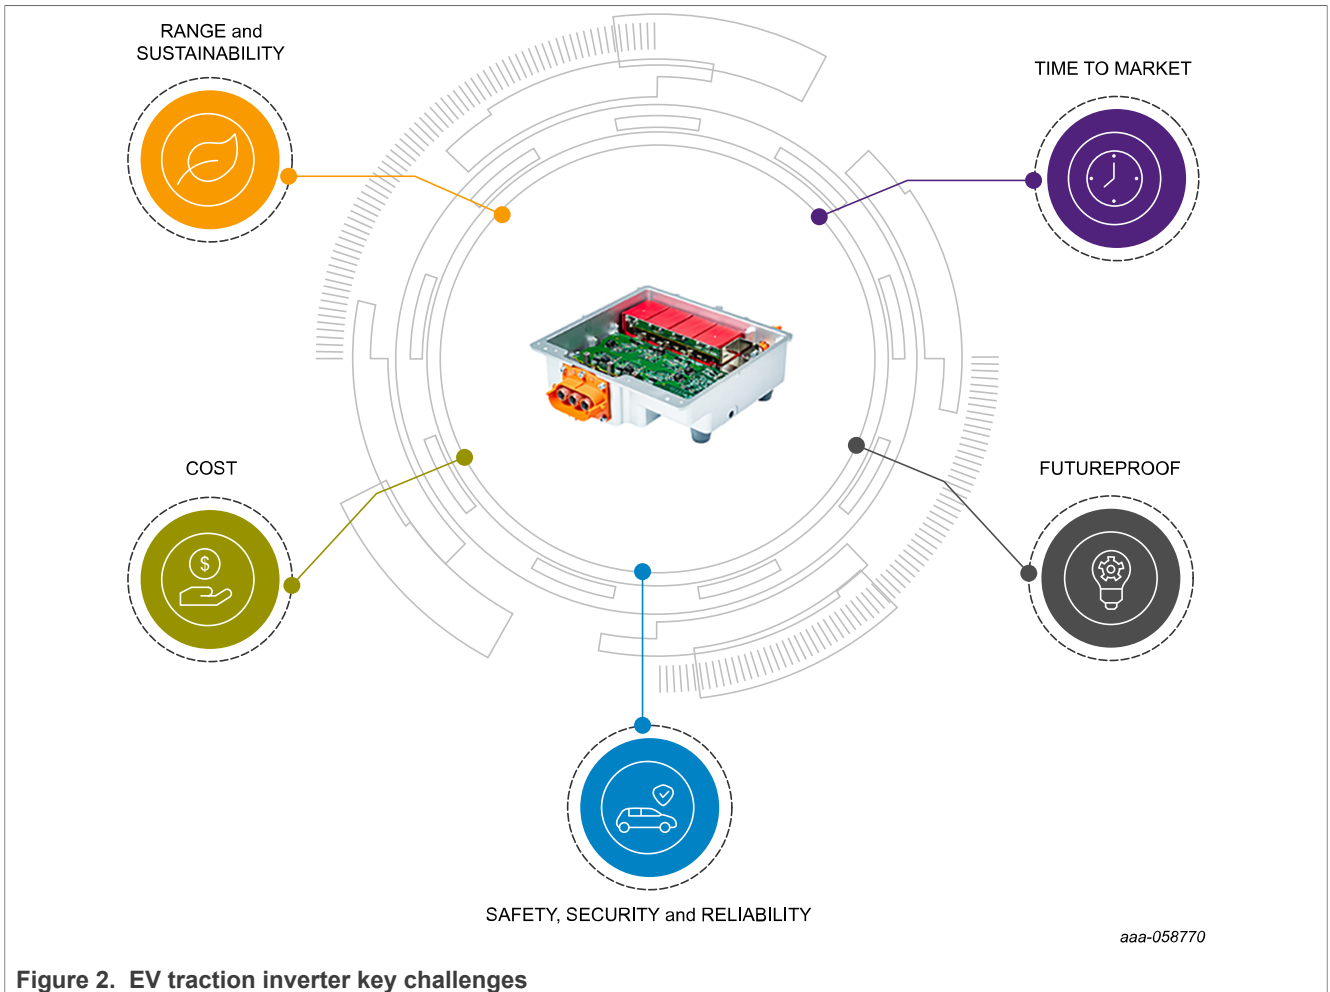 RANGE and
SUSTAINABILITY
TIME TO MARKET
COST
$
FUTUREPROOF
SAFETY, SECURITY and RELIABILITY
aaa-058770
Figure 2. EV traction inverter key challenges